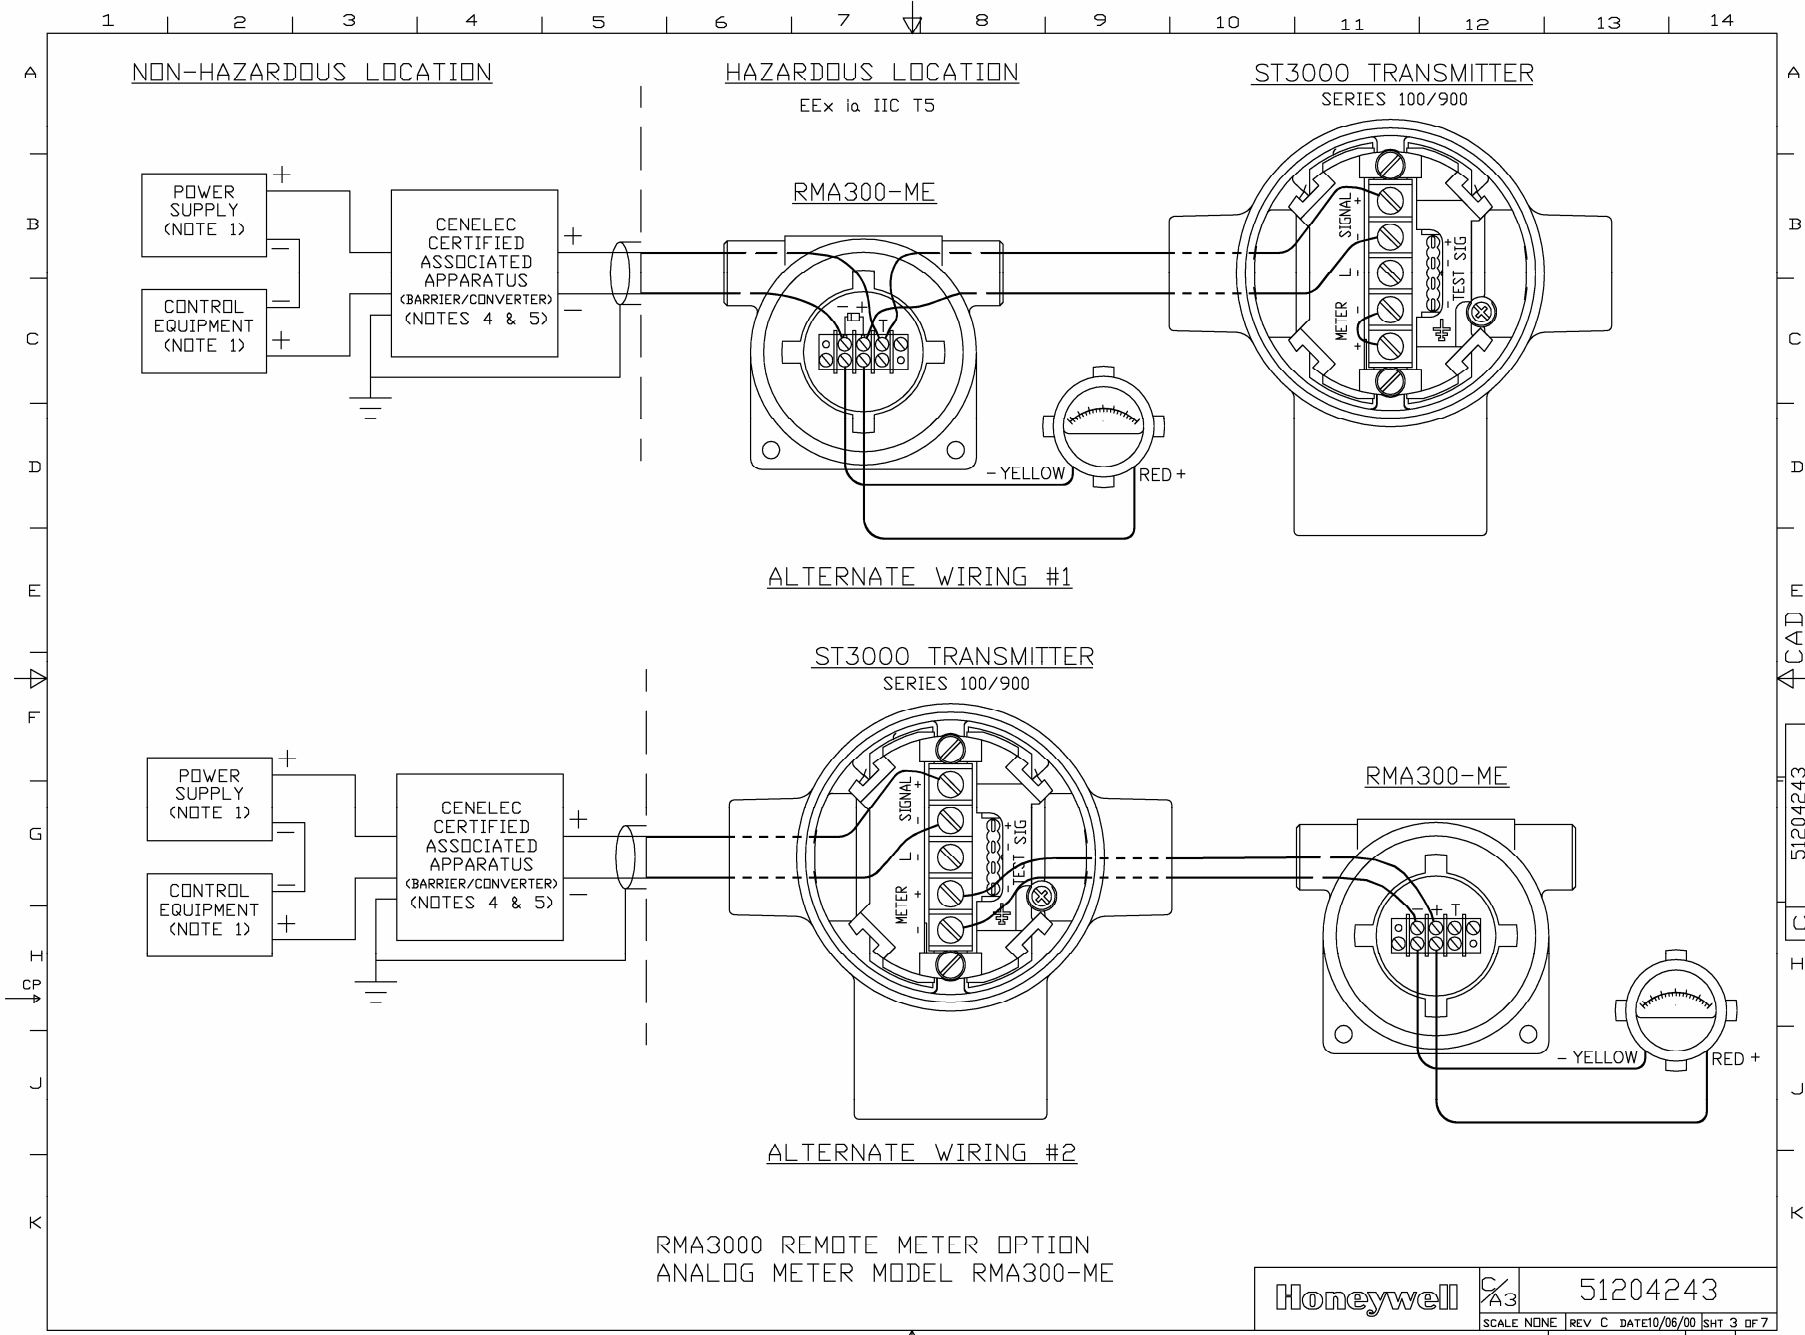 1 2 3 4 5 6 7 8 9 10 11 12 13 14
A A
NON-HAZARDOUS LOCATION
HAZARDOUS LOCATION
EEx ia IIC T5
ST3000 TRANSMITTER
SERIES 100/900
RMA300-ME
B B
POWER
SUPPLY
(NOTE 1)
+
-
CONTROL
EQUIPMENT
(NOTE 1)
-
+
CENELEC
CERTIFIED
ASSOCIATED
APPARATUS
(BARRIER/CONVERTER)
(NOTES 4 & 5)
+
-
- + T
+ SIGNAL -
L -
METER - +
+ TEST SIG - -
C C
D D
- YELLOW
RED +
ALTERNATE WIRING #1
E E
CAD
ST3000 TRANSMITTER
SERIES 100/900
F
RMA300-ME
POWER
SUPPLY
(NOTE 1)
+
-
CONTROL
EQUIPMENT
(NOTE 1)
-
+
CENELEC
CERTIFIED
ASSOCIATED
APPARATUS
(BARRIER/CONVERTER)
(NOTES 4 & 5)
+
-
+ SIGNAL -
L -
METER + -
+ TEST SIG - -
- + T
G
51204243
C
H H
CP
- YELLOW
RED +
J J
ALTERNATE WIRING #2
K K
RMA3000 REMOTE METER OPTION
ANALOG METER MODEL RMA300-ME
Honeywell
C/A3
51204243
SCALE NONE REV C DATE10/06/00 SHT 3 OF 7